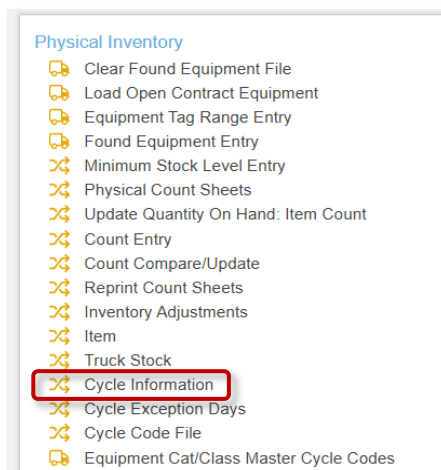 Physical Inventory
Clear Found Equipment File
Load Open Contract Equipment
Equipment Tag Range Entry
Found Equipment Entry
Minimum Stock Level Entry
Physical Count Sheets
Update Quantity On Hand: Item Count
Count Entry
Count Compare/Update
Reprint Count Sheets
Inventory Adjustments
Item
Truck Stock
Cycle Information
Cycle Exception Days
Cycle Code File
Equipment Cat/Class Master Cycle Codes